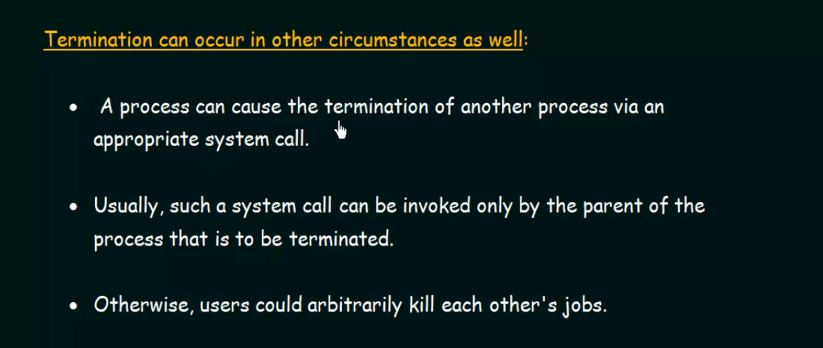 Termination can occur in other circumstances as well:
• A process can cause the termination of another process via an
appropriate system call.
• Usually, such a system call can be invoked only by the parent of the
process that is to be terminated.
• Otherwise, users could arbitrarily kill each other's jobs.